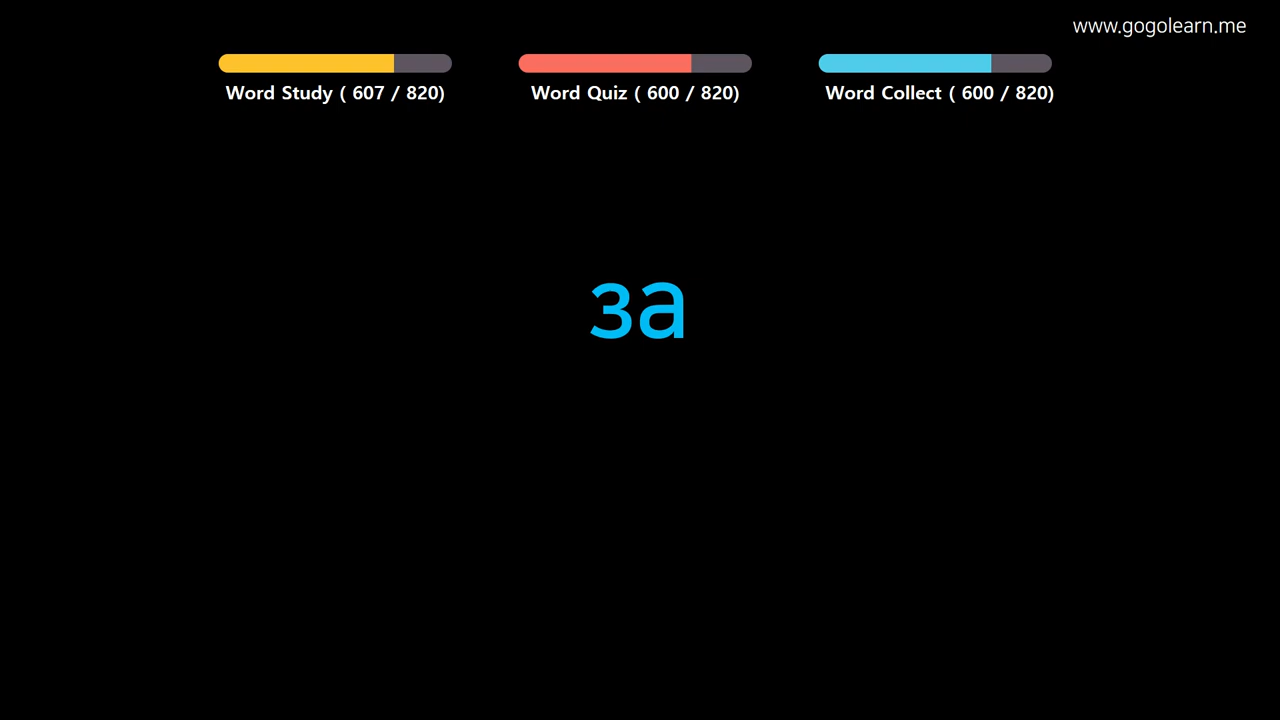 www.gogolearn.me
Word Study ( 607 / 820)
Word Quiz ( 600 / 820)
Word Collect ( 600 / 820)
за